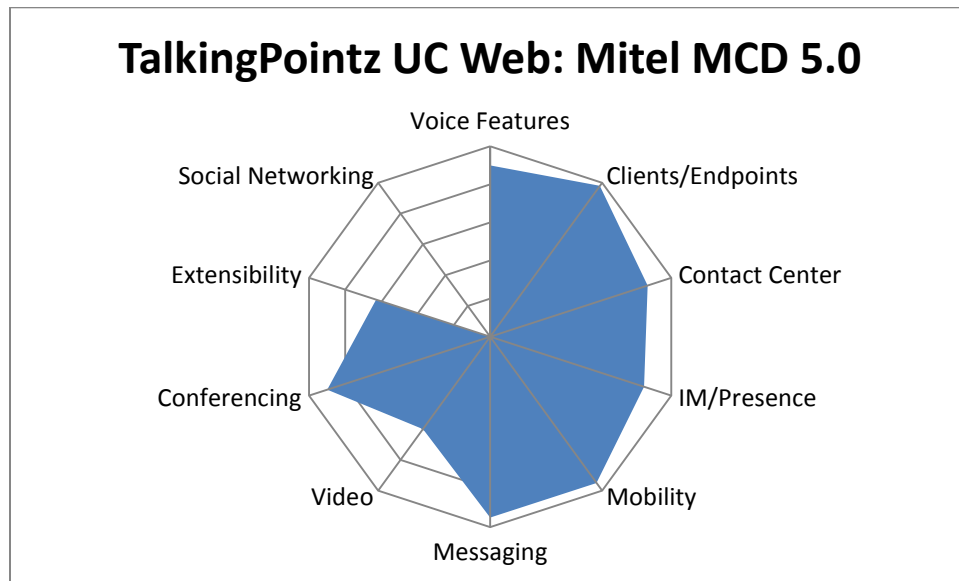 TalkingPointz UC Web: Mitel MCD 5.0
Voice Features
Social Networking
Clients/Endpoints
Extensibility
Contact Center
Conferencing
IM/Presence
Video
Mobility
Messaging